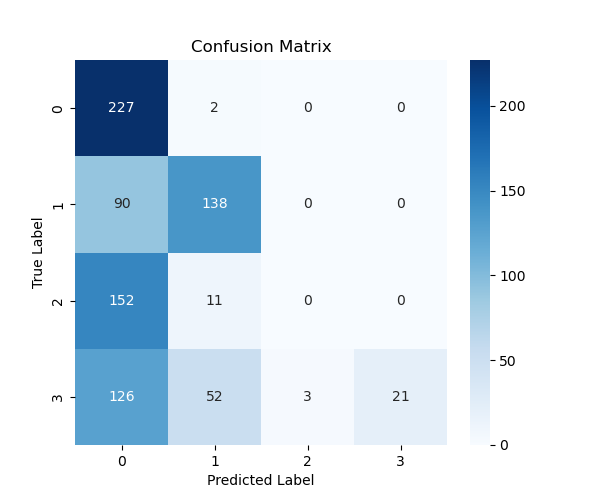 Confusion Matrix
0 227 2 0 0
1 90 138 0 0
2 152 11 0 0
3 126 52 3 21
0 1 2 3
True Label
Predicted Label
200
150
100
50
0